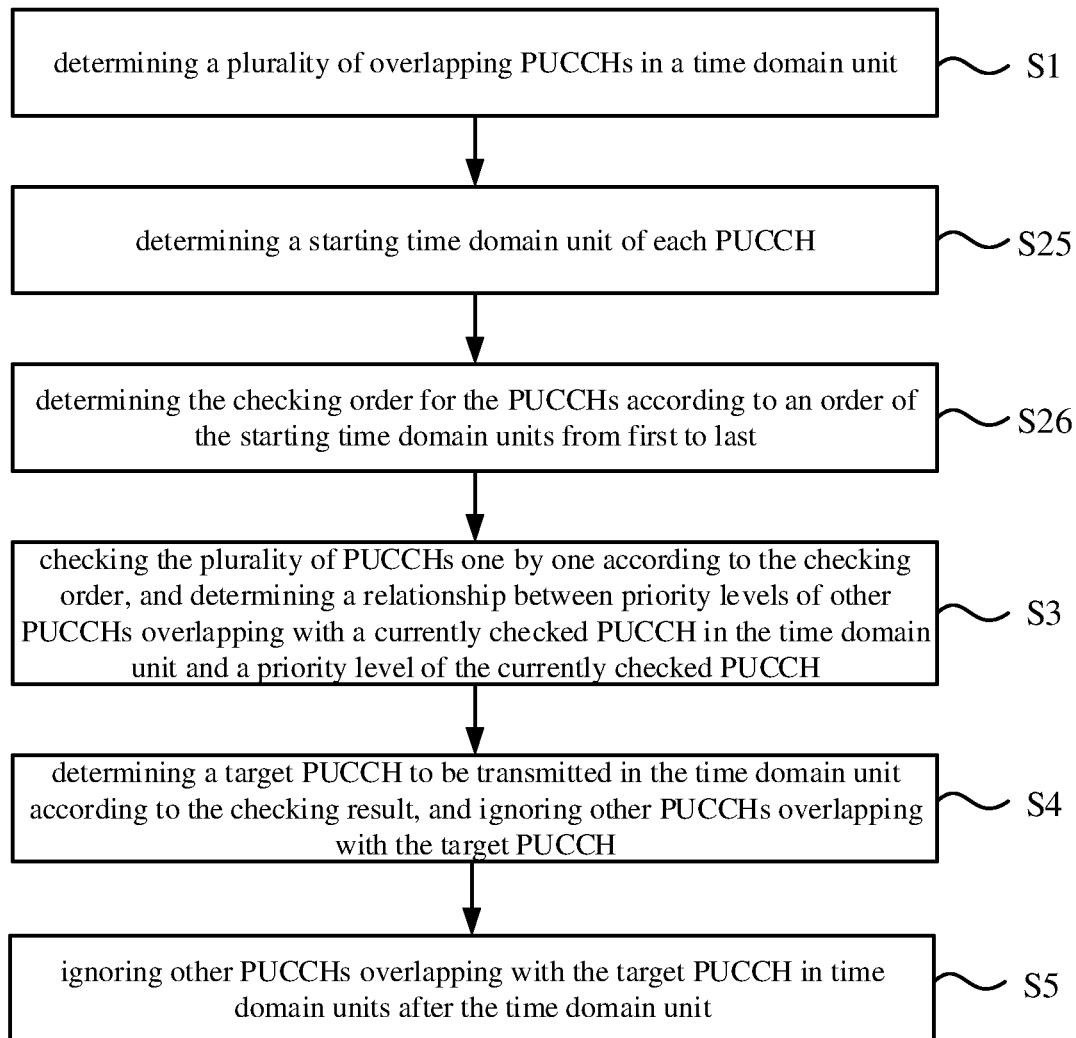 determining a plurality of overlapping PUCCHs in a time domain unit
S1
determining a starting time domain unit of each PUCCH
S25
determining the checking order for the PUCCHs according to an order of
the starting time domain units from first to last
S26
checking the plurality of PUCCHs one by one according to the checking
order, and determining a relationship between priority levels of other
PUCCHs overlapping with a currently checked PUCCH in the time domain
unit and a priority level of the currently checked PUCCH
S3
determining a target PUCCH to be transmitted in the time domain unit
according to the checking result, and ignoring other PUCCHs overlapping
with the target PUCCH
S4
ignoring other PUCCHs overlapping with the target PUCCH in time
domain units after the time domain unit
S5